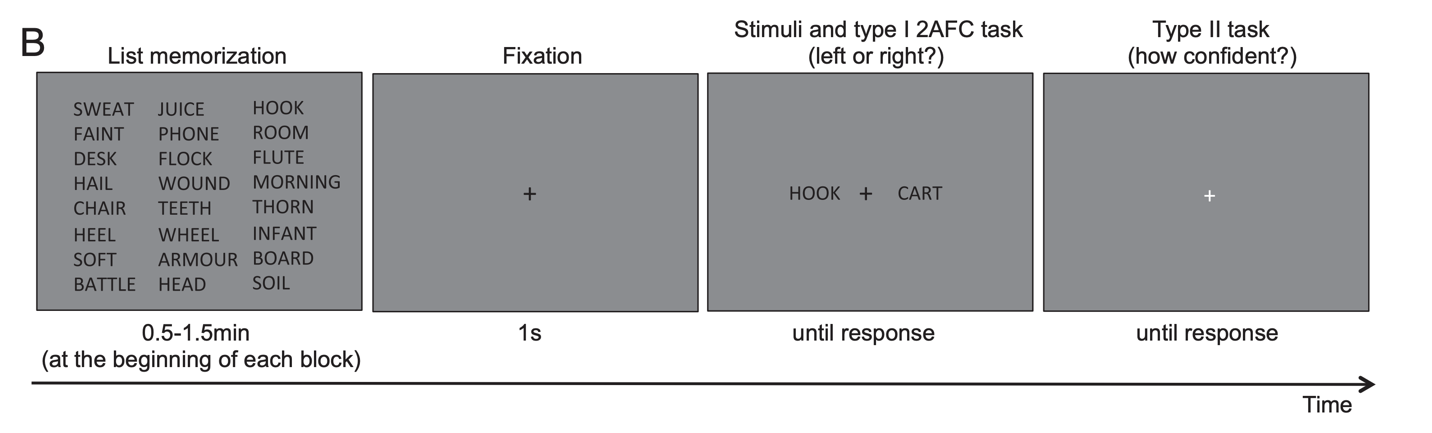 B
List memorization
SWEAT JUICE HOOK
FAINT PHONE ROOM
DESK FLOCK FLUTE
HAIL WOUND MORNING
CHAIR TEETH THORN
HEEL WHEEL INFANT
SOFT ARMOUR BOARD
BATTLE HEAD SOIL
0.5-1.5min
(at the beginning of each block)
Fixation
+
1s
Stimuli and type I 2AFC task
(left or right?)
HOOK + CART
until response
Type II task
(how confident?)
+
until response
Time